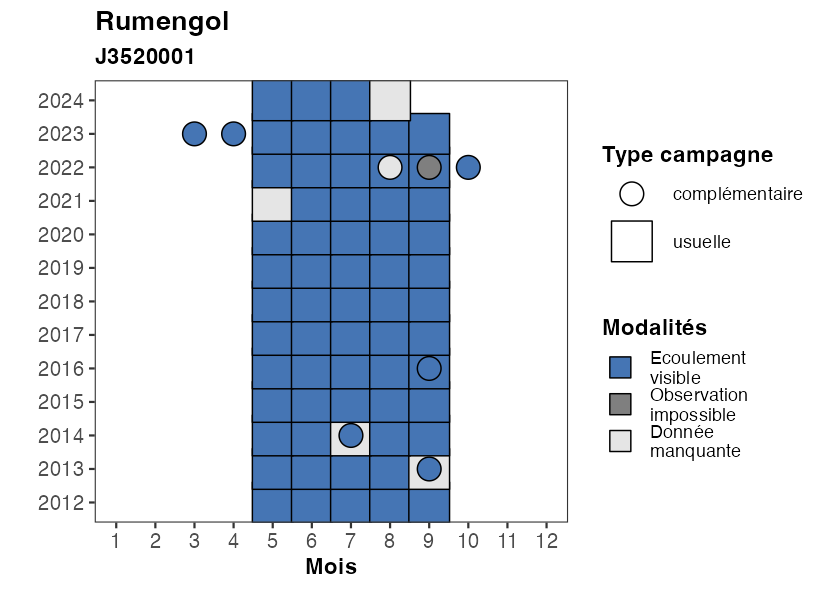 Rumengol
J3520001
2024
2023
2022
2021
2020
2019
2018
2017
2016
2015
2014
2013
2012
1 2 3 4 5 6 7 8 9 10 11 12
Mois
Type campagne
complémentaire
usuelle
Modalités
Ecoulement
visible
Observation
impossible
Donnée
manquante